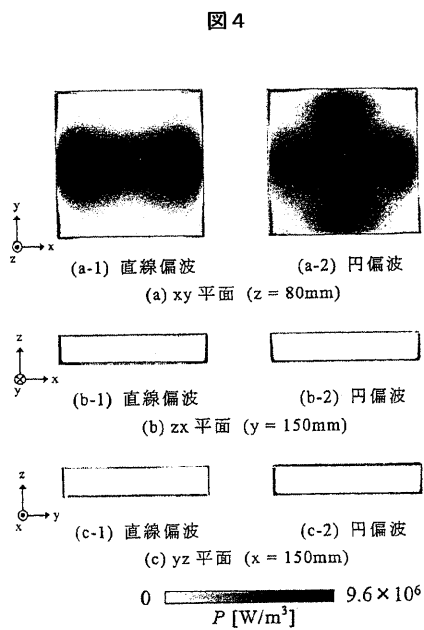 図4
y
z
x
(a-1) 直線偏波
(a-2) 円偏波
(a) xy 平面 (z = 80mm)
z
y
x
(b-1) 直線偏波
(b-2) 円偏波
(b) zx 平面 (y = 150mm)
z
x
y
(c-1) 直線偏波
(c-2) 円偏波
(c) yz 平面 (x = 150mm)
0
9.6×10⁶
P [W/m³]